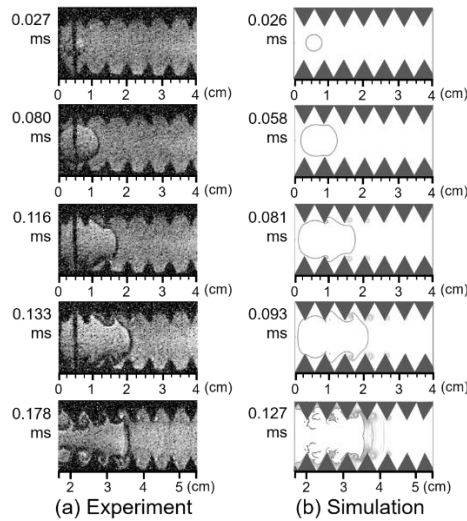 0.027
ms
0 1 2 3 4 (cm)
0.080
ms
0 1 2 3 4 (cm)
0.116
ms
0 1 2 3 4 (cm)
0.133
ms
0 1 2 3 4 (cm)
0.178
ms
2 3 4 5 (cm)
(a) Experiment
0.026
ms
0 1 2 3 4 (cm)
0.058
ms
0 1 2 3 4 (cm)
0.081
ms
0 1 2 3 4 (cm)
0.093
ms
0 1 2 3 4 (cm)
0.127
ms
2 3 4 5 (cm)
(b) Simulation